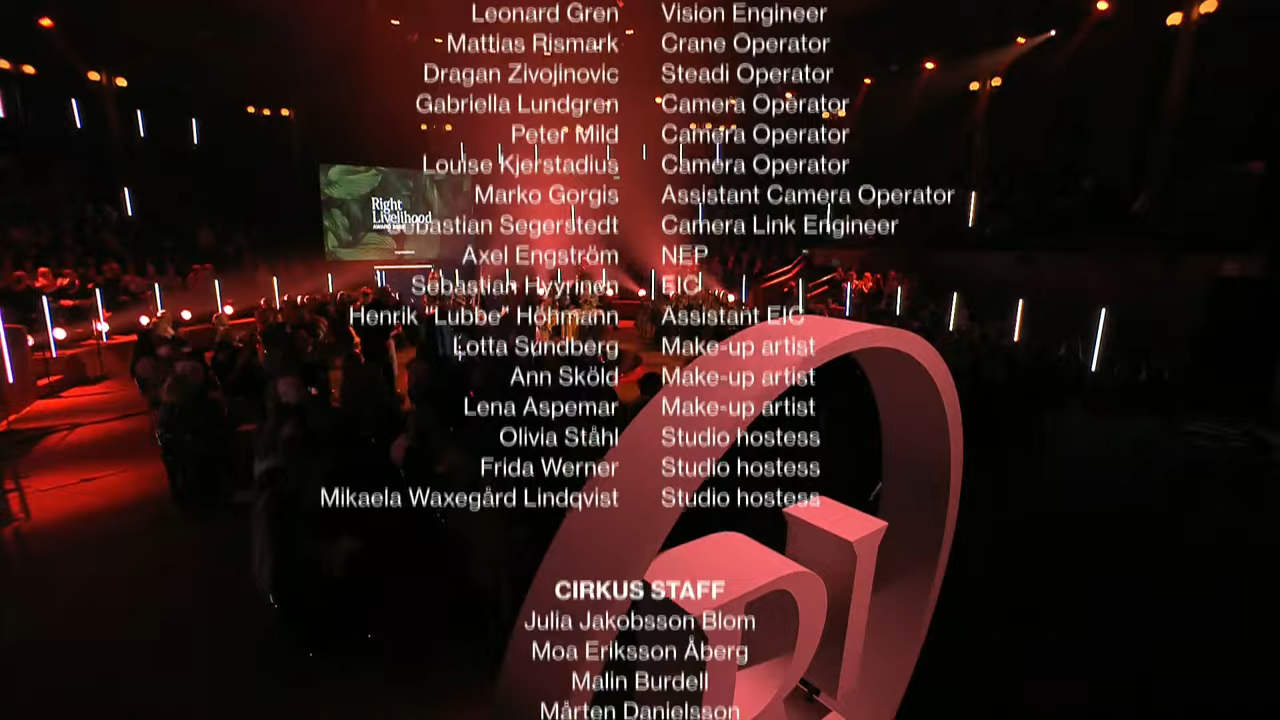 Leonard Gren Vision Engineer
Mattias Rismark Crane Operator
Dragan Zivojinovic Steadi Operator
Gabriella Lundgren Camera Operator
Peter Mild Camera Operator
Louise Kjerstadius Camera Operator
Marko Gorgis Assistant Camera Operator
Sebastian Segerstedt Camera Link Engineer
Axel Engström NEP
Sebastian Hyyrinen EIC
Henrik "Lubbe" Höhmann Assistant EIC
Lotta Sundberg Make-up artist
Ann Sköld Make-up artist
Lena Aspemar Make-up artist
Olivia Ståhl Studio hostess
Frida Werner Studio hostess
Mikaela Waxegård Lindqvist Studio hostess
Right
Livelihood
CIRKUS STAFF
Julia Jakobsson Blom
Moa Eriksson Åberg
Malin Burdell
Mårten Danielsson